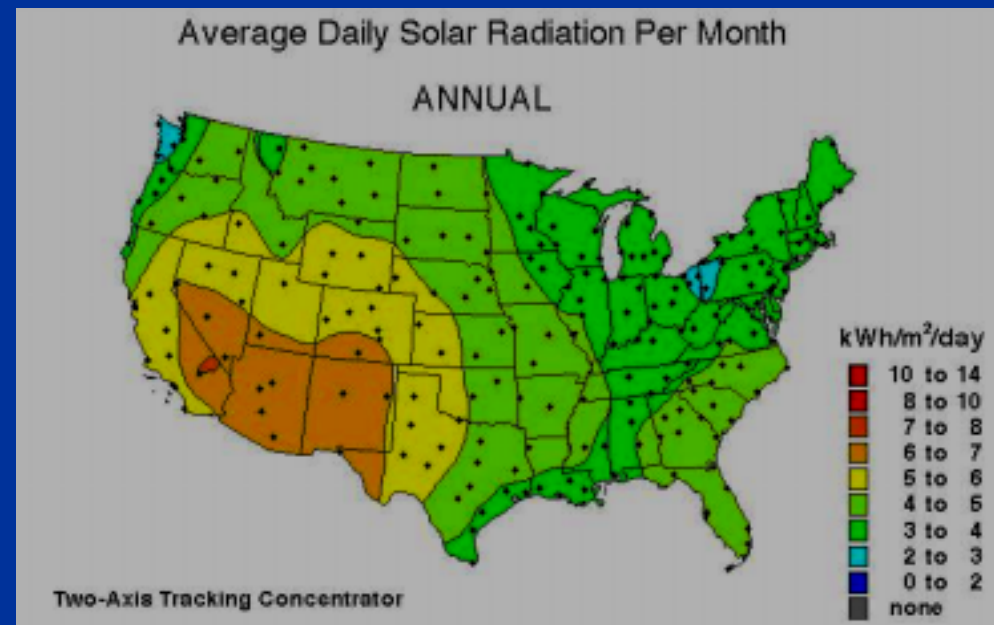 Average Daily Solar Radiation Per Month
ANNUAL
kWh/m²/day
10 to 14
8 to 10
7 to 8
6 to 7
5 to 6
4 to 5
3 to 4
2 to 3
0 to 2
none
Two-Axis Tracking Concentrator